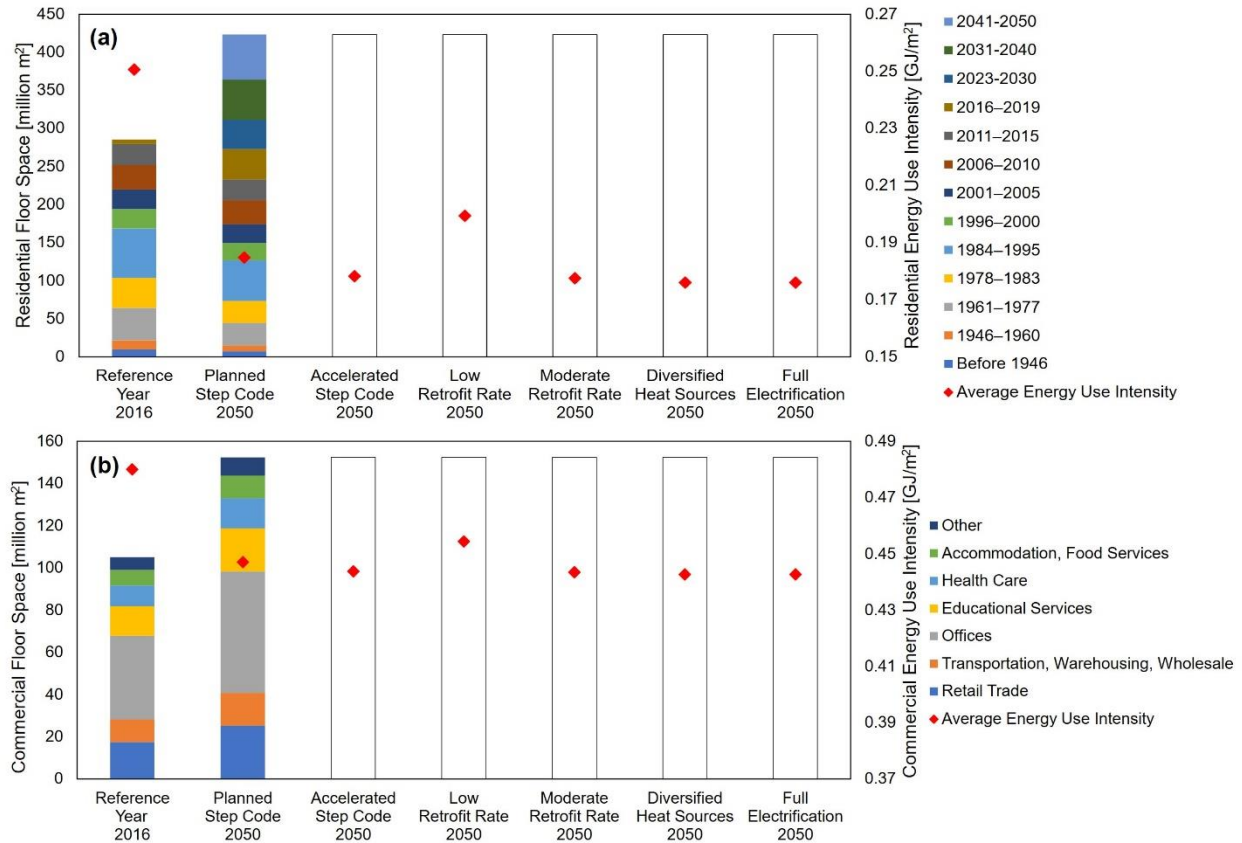 (a)
Residential Floor Space [million m²]
450
400
350
300
250
200
150
100
50
0
0.27
0.25
0.23
0.21
0.19
0.17
0.15
Residential Energy Use Intensity [GJ/m²]
Reference
Year
2016
Planned
Step Code
2050
Accelerated
Step Code
2050
Low
Retrofit Rate
2050
Moderate
Retrofit Rate
2050
Diversified
Heat Sources
2050
Full
Electrification
2050
2041-2050
2031-2040
2023-2030
2016–2019
2011–2015
2006–2010
2001–2005
1996–2000
1984–1995
1978–1983
1961–1977
1946–1960
Before 1946
Average Energy Use Intensity
(b)
Commercial Floor Space [million m²]
160
140
120
100
80
60
40
20
0
0.49
0.47
0.45
0.43
0.41
0.39
0.37
Commercial Energy Use Intensity [GJ/m²]
Reference
Year
2016
Planned
Step Code
2050
Accelerated
Step Code
2050
Low
Retrofit Rate
2050
Moderate
Retrofit Rate
2050
Diversified
Heat Sources
2050
Full
Electrification
2050
Other
Accommodation, Food Services
Health Care
Educational Services
Offices
Transportation, Warehousing, Wholesale
Retail Trade
Average Energy Use Intensity